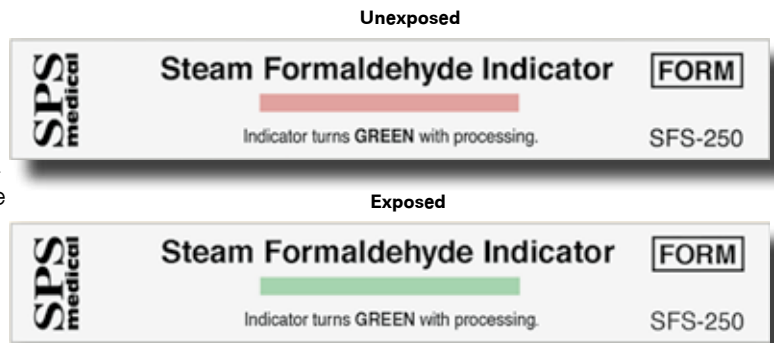 Unexposed
SPS
medical
Steam Formaldehyde Indicator
FORM
Indicator turns GREEN with processing.
SFS-250
e
Exposed
SPS
medical
Steam Formaldehyde Indicator
FORM
Indicator turns GREEN with processing.
SFS-250